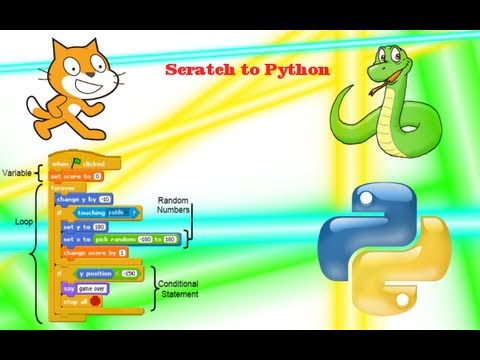 Scratch to Python
when clicked
Variable
set score to 0
forever
Loop
change y by -10
Random
Numbers
if touching paddle ?
set y to 180
set x to pick random -180 to 180
change score by 1
if y position < -150
Conditional
Statement
say game over
stop all